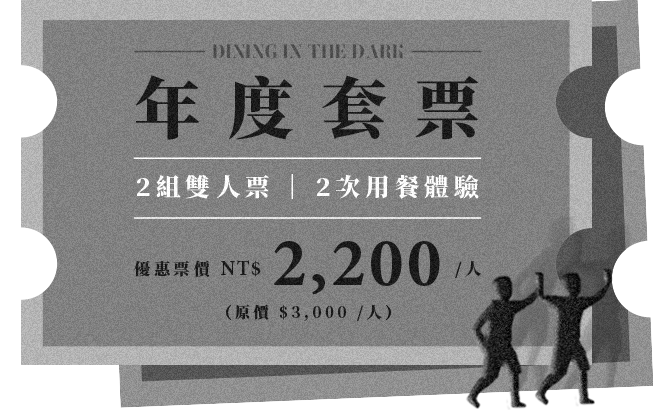 DINING IN THE DARK
年度套票
2組雙人票｜2次用餐體驗
優惠票價 NT$ 2,200 /人
(原價 $3,000 /人)